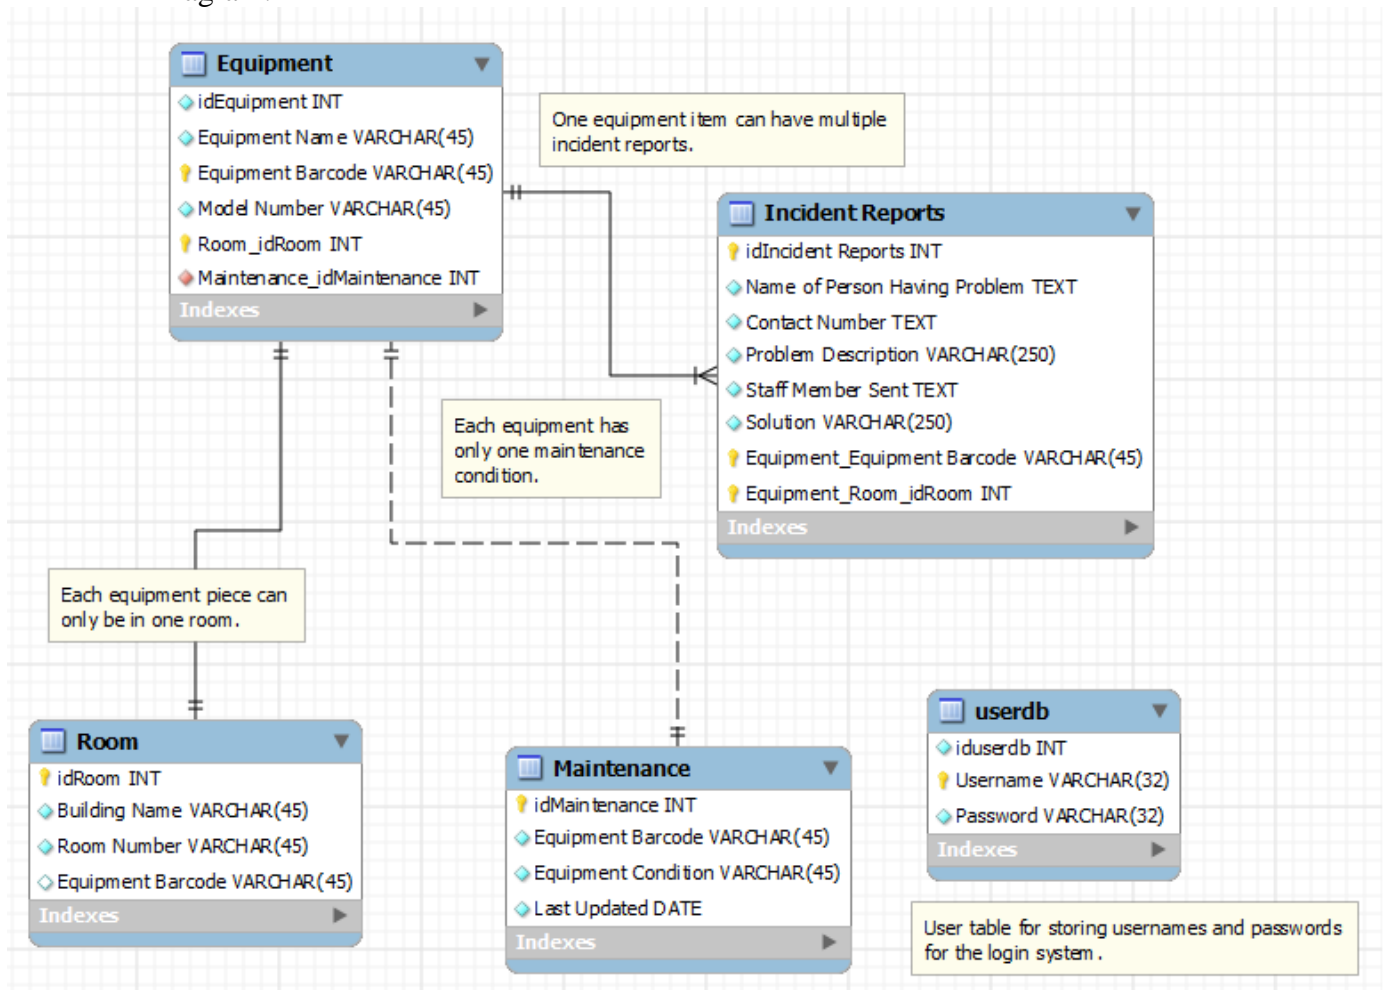 Equipment
idEquipment INT
Equipment Name VARCHAR(45)
Equipment Barcode VARCHAR(45)
Model Number VARCHAR(45)
Room_idRoom INT
Maintenance_idMaintenance INT
Indexes
One equipment item can have multiple
incident reports.
Incident Reports
idIncident Reports INT
Name of Person Having Problem TEXT
Contact Number TEXT
Problem Description VARCHAR(250)
Staff Member Sent TEXT
Solution VARCHAR(250)
Equipment_Equipment Barcode VARCHAR(45)
Equipment_Room_idRoom INT
Indexes
Each equipment has
only one maintenance
condition.
Each equipment piece can
only be in one room.
Room
idRoom INT
Building Name VARCHAR(45)
Room Number VARCHAR(45)
Equipment Barcode VARCHAR(45)
Indexes
Maintenance
idMaintenance INT
Equipment Barcode VARCHAR(45)
Equipment Condition VARCHAR(45)
Last Updated DATE
Indexes
userdb
iduserdb INT
Username VARCHAR(32)
Password VARCHAR(32)
Indexes
User table for storing usernames and passwords
for the login system.